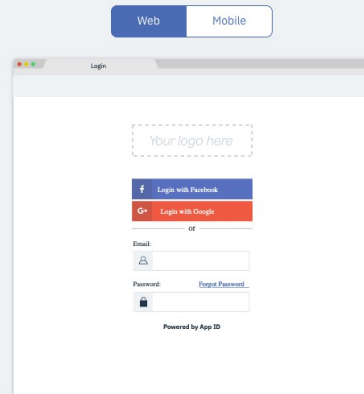 Web Mobile
Login
Your logo here
f Login with Facebook
G+ Login with Google
or
Email:
Password: Forgot Password
Powered by App ID